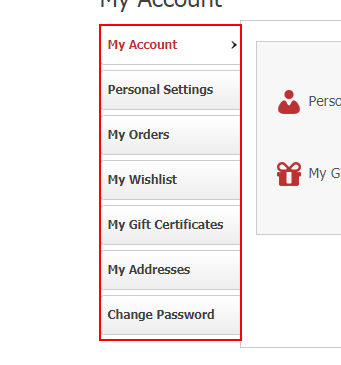 My Account
My Account
Personal Settings
My Orders
My Wishlist
My Gift Certificates
My Addresses
Change Password
Perso
My G